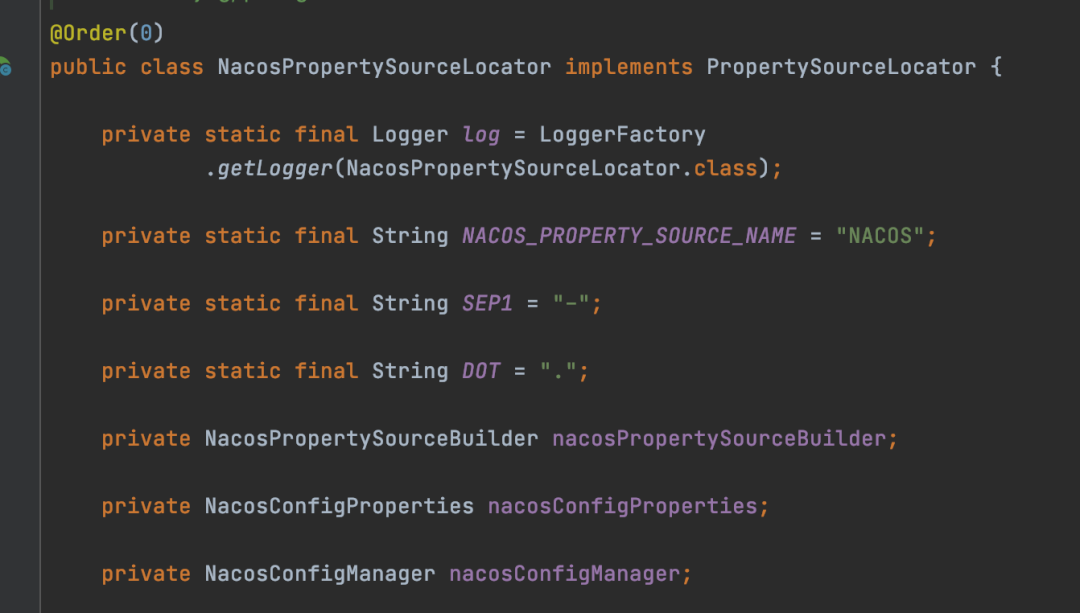 @Order(0)
public class NacosPropertySourceLocator implements PropertySourceLocator {
private static final Logger log = LoggerFactory
.getLogger(NacosPropertySourceLocator.class);
private static final String NACOS_PROPERTY_SOURCE_NAME = "NACOS";
private static final String SEP1 = "-";
private static final String DOT = ".";
private NacosPropertySourceBuilder nacosPropertySourceBuilder;
private NacosConfigProperties nacosConfigProperties;
private NacosConfigManager nacosConfigManager;